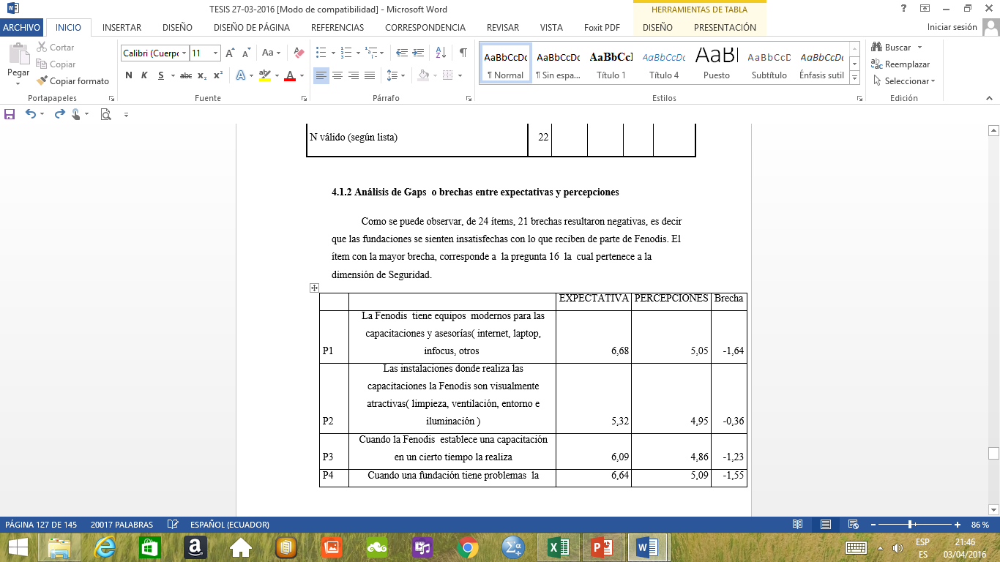 TESIS 27-03-2016 [Modo de compatibilidad] - Microsoft Word
HERRAMIENTAS DE TABLA
ARCHIVO INICIO INSERTAR DISEÑO DISEÑO DE PÁGINA REFERENCIAS CORRESPONDENCIA REVISAR VISTA Foxit PDF DISEÑO PRESENTACIÓN Iniciar sesión
Pegar
Cortar
Copiar
Copiar formato
Portapapeles
Calibri (Cuerpo 11
N K S abc x₂ x²
Fuente
Párrafo
AaBbCcDc AaBbCcDc AaBbCcI AaBbCcDc AaBl AaBbCcD AaBbCcDc
¶ Normal ¶ Sin espa... Título 1 Título 4 Puesto Subtítulo Énfasis sutil
Estilos
Buscar
Reemplazar
Seleccionar
Edición
N válido (según lista) 22
4.1.2 Análisis de Gaps o brechas entre expectativas y percepciones
Como se puede observar, de 24 ítems, 21 brechas resultaron negativas, es decir
que las fundaciones se sienten insatisfechas con lo que reciben de parte de Fenodis. El
ítem con la mayor brecha, corresponde a la pregunta 16 la cual pertenece a la
dimensión de Seguridad.
EXPECTATIVA PERCEPCIONES Brecha
La Fenodis tiene equipos modernos para las
capacitaciones y asesorías( internet, laptop,
P1 infocus, otros 6,68 5,05 -1,64
Las instalaciones donde realiza las
capacitaciones la Fenodis son visualmente
atractivas( limpieza, ventilación, entorno e
P2 iluminación ) 5,32 4,95 -0,36
Cuando la Fenodis establece una capacitación
P3 en un cierto tiempo la realiza 6,09 4,86 -1,23
P4 Cuando una fundación tiene problemas la 6,64 5,09 -1,55
PÁGINA 127 DE 145 20017 PALABRAS ESPAÑOL (ECUADOR) 86 %
ESP 21:46
ES 03/04/2016